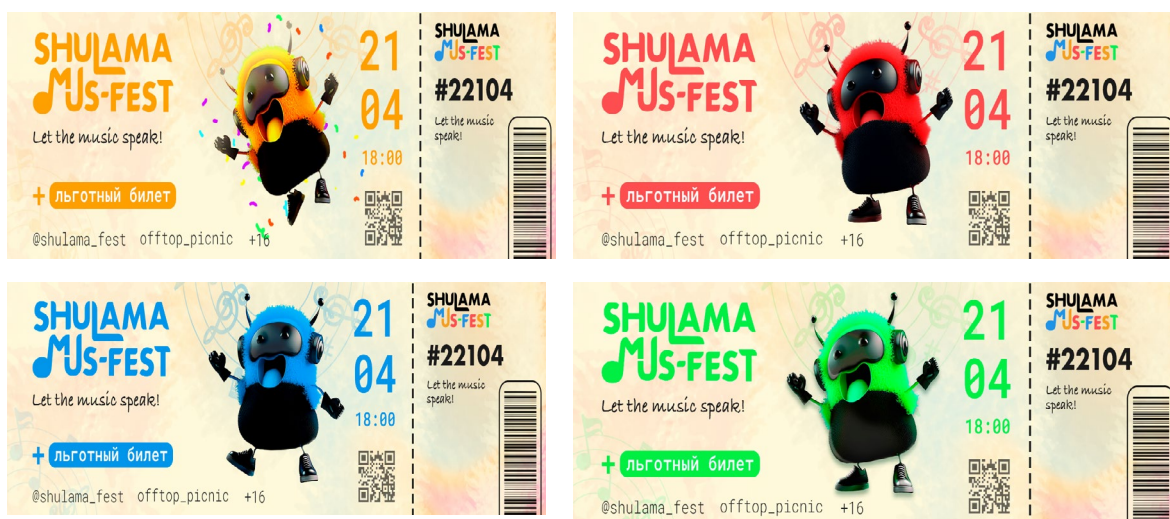 SHULAMA
MUS-FEST
Let the music speak!
+ льготный билет
@shulama_fest offtop_picnic +16
21
04
18:00
SHULAMA
MUS-FEST
#22104
Let the music
speak!
SHULAMA
MUS-FEST
Let the music speak!
+ льготный билет
@shulama_fest offtop_picnic +16
21
04
18:00
SHULAMA
MUS-FEST
#22104
Let the music
speak!
SHULAMA
MUS-FEST
Let the music speak!
+ льготный билет
@shulama_fest offtop_picnic +16
21
04
18:00
SHULAMA
MUS-FEST
#22104
Let the music
speak!
SHULAMA
MUS-FEST
Let the music speak!
+ льготный билет
@shulama_fest offtop_picnic +16
21
04
18:00
SHULAMA
MUS-FEST
#22104
Let the music
speak!